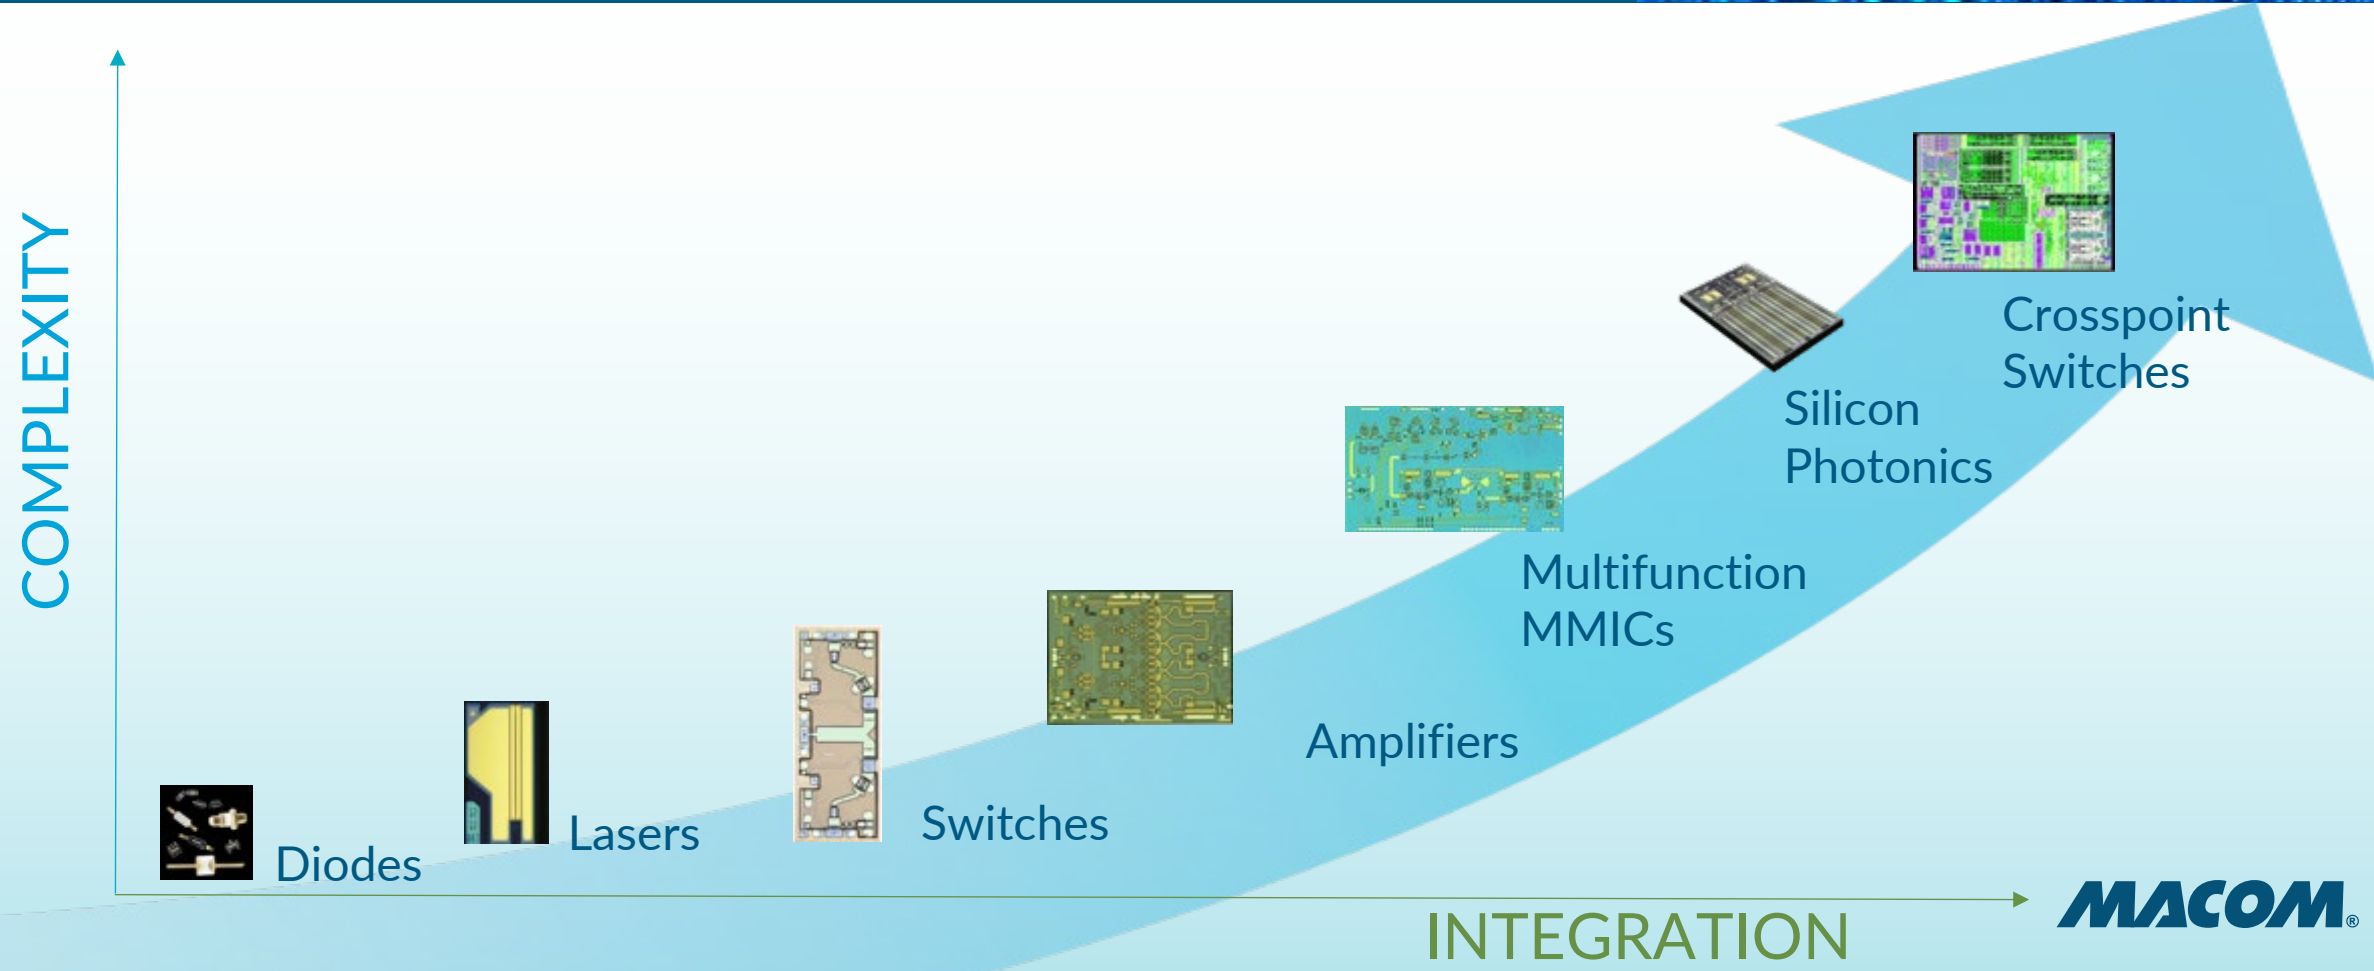 COMPLEXITY
Crosspoint
Switches
Silicon
Photonics
Multifunction
MMICs
Amplifiers
Switches
Lasers
Diodes
INTEGRATION
MACOM®